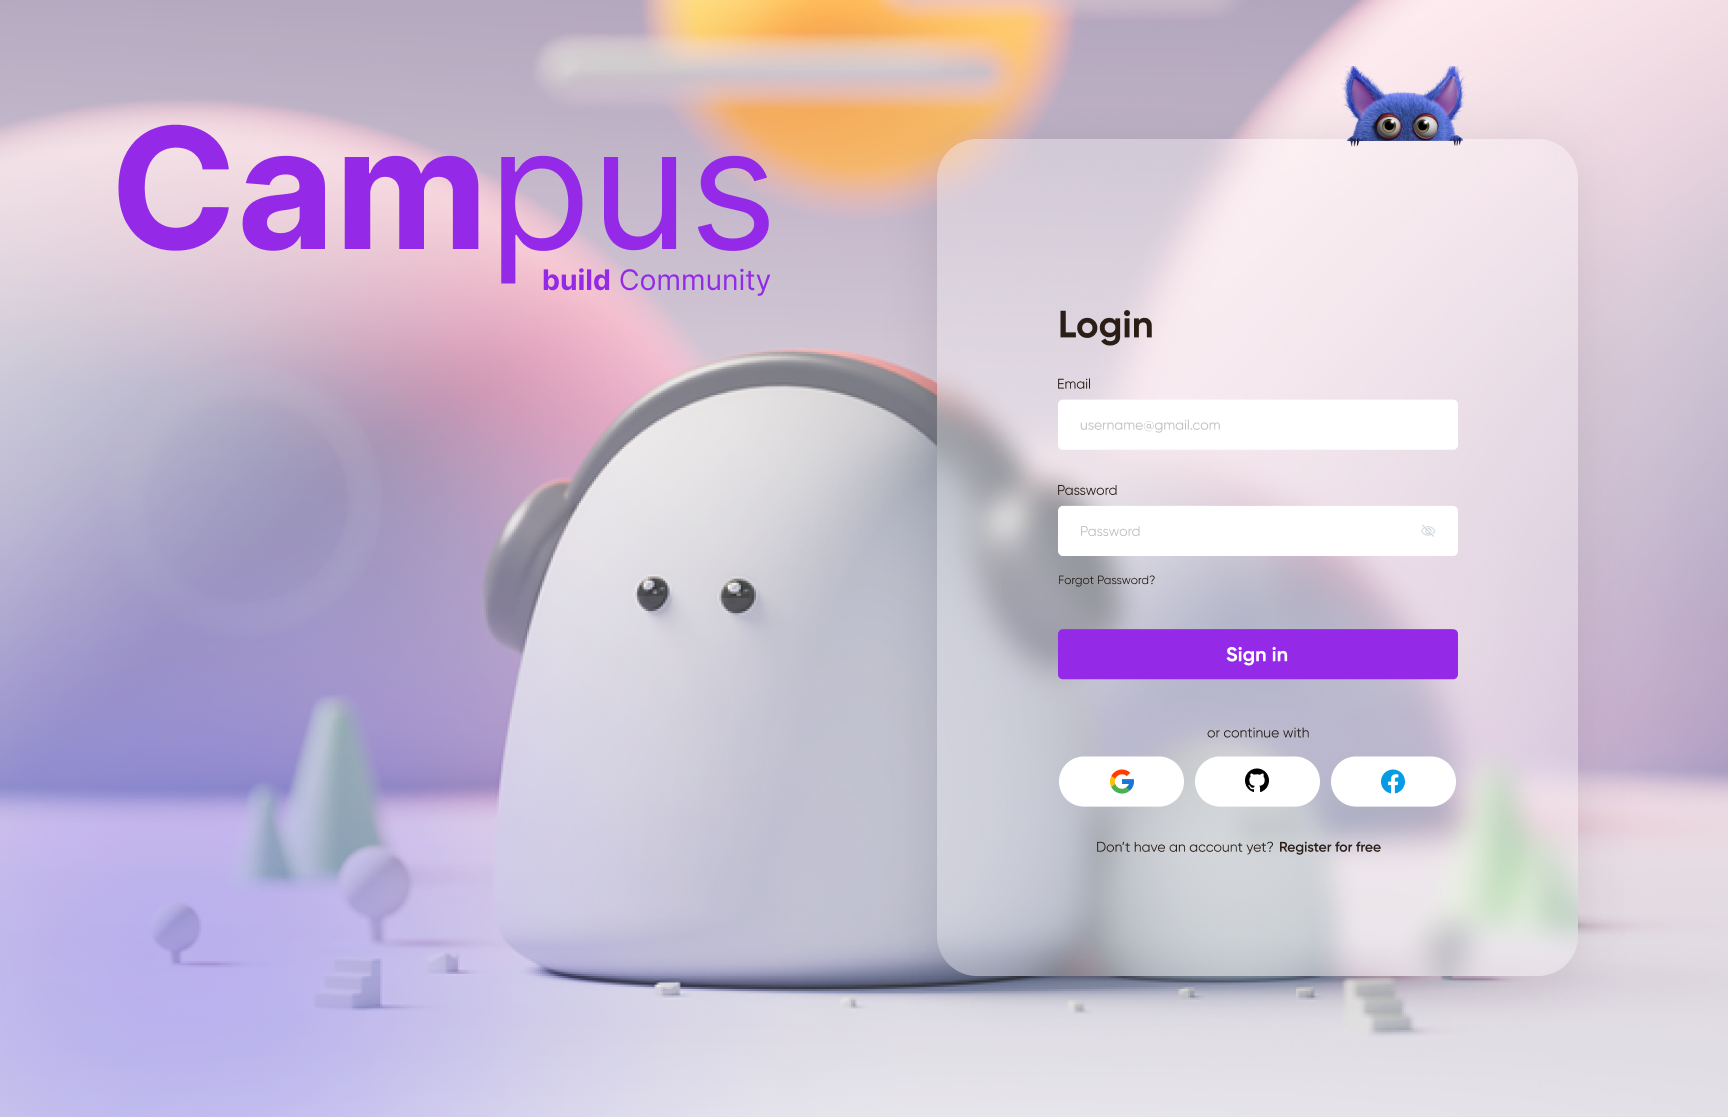 Campus
build Community
Login
Email
username@gmail.com
Password
Password
Forgot Password?
Sign in
or continue with
Don't have an account yet? Register for free